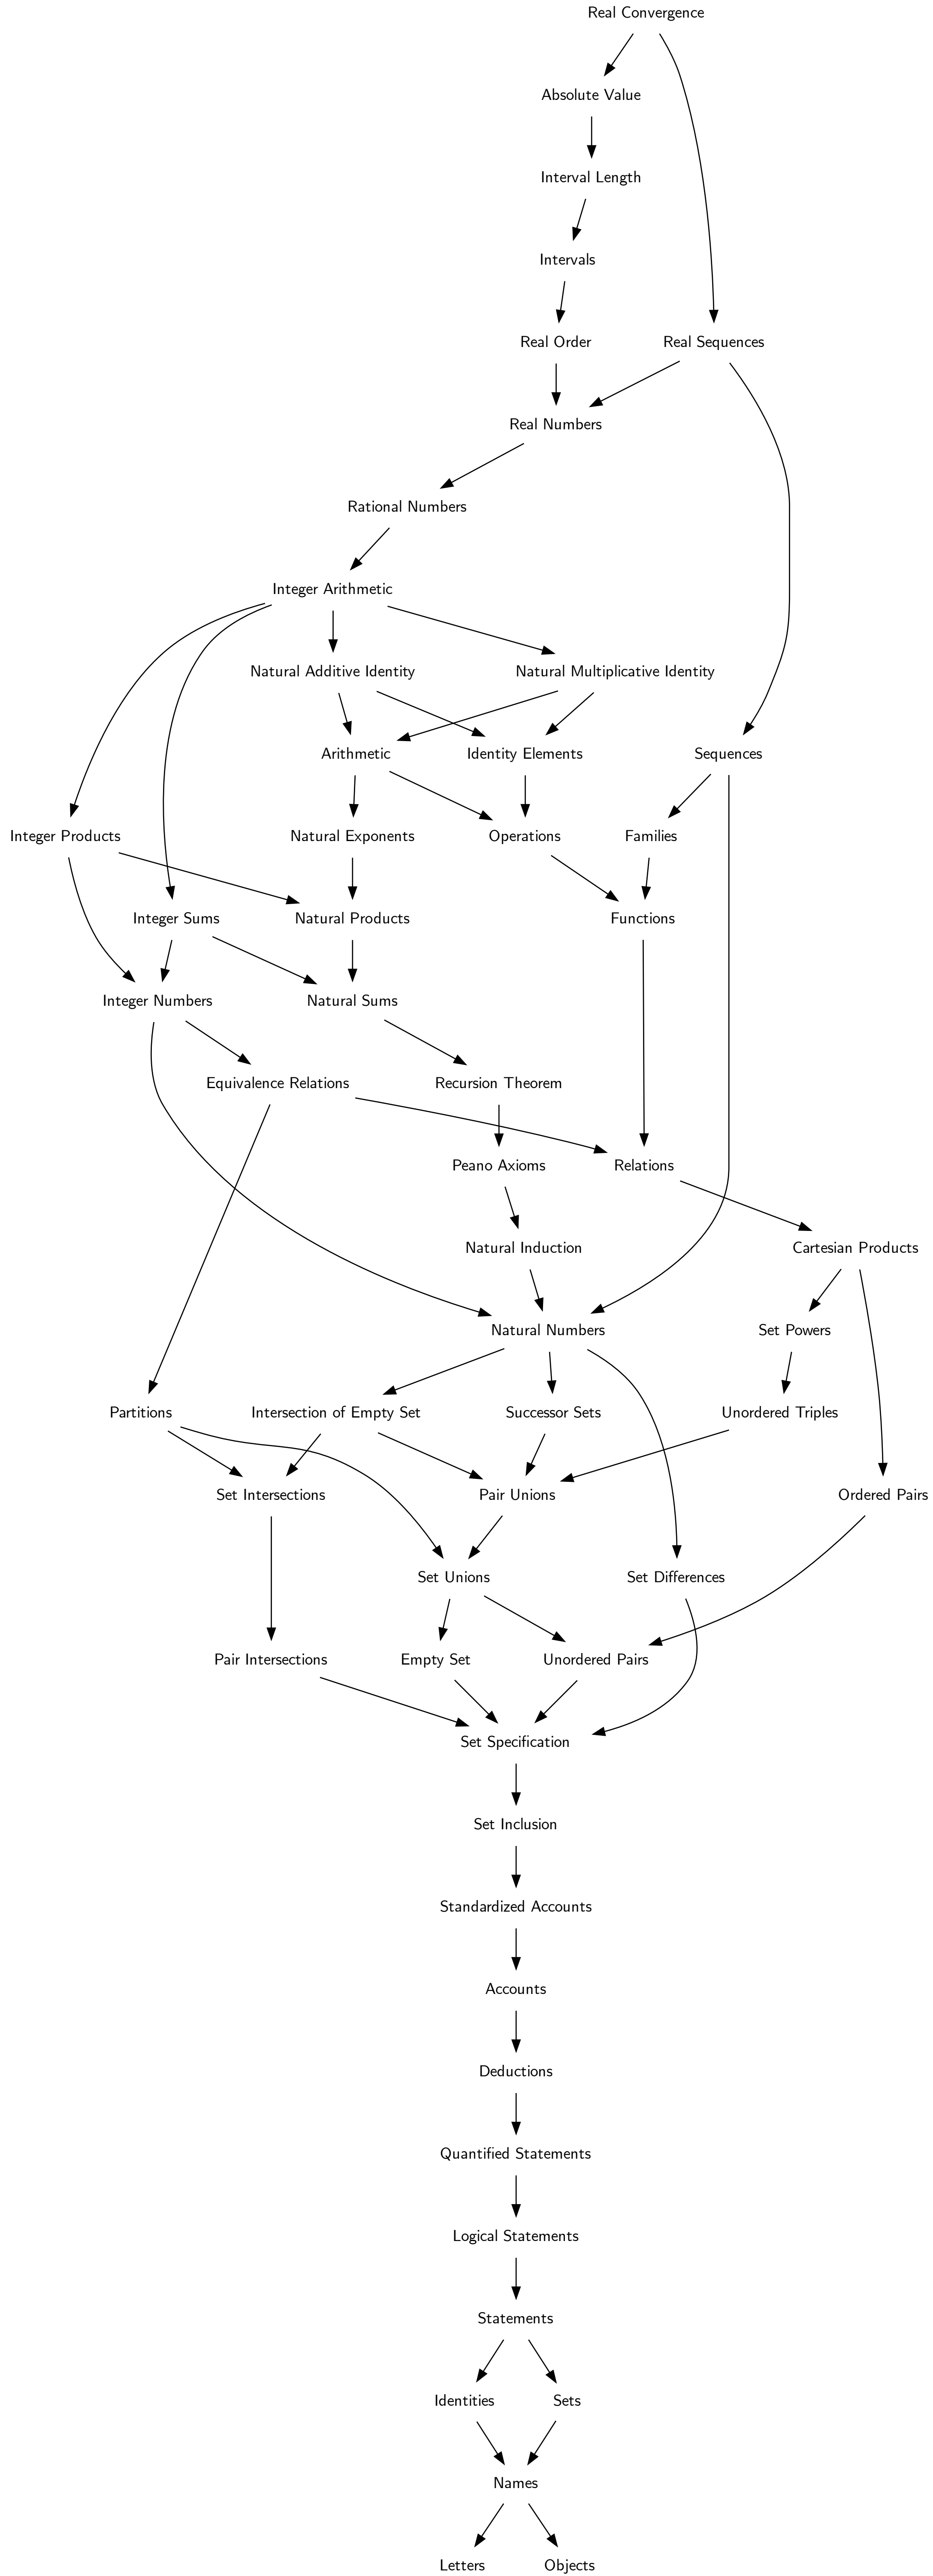 Real Convergence
Absolute Value
Interval Length
Intervals
Real Order
Real Sequences
Real Numbers
Rational Numbers
Integer Arithmetic
Natural Additive Identity
Natural Multiplicative Identity
Arithmetic
Identity Elements
Sequences
Integer Products
Natural Exponents
Operations
Families
Integer Sums
Natural Products
Functions
Integer Numbers
Natural Sums
Equivalence Relations
Recursion Theorem
Peano Axioms
Relations
Natural Induction
Cartesian Products
Natural Numbers
Set Powers
Partitions
Intersection of Empty Set
Successor Sets
Unordered Triples
Set Intersections
Pair Unions
Ordered Pairs
Set Unions
Set Differences
Pair Intersections
Empty Set
Unordered Pairs
Set Specification
Set Inclusion
Standardized Accounts
Accounts
Deductions
Quantified Statements
Logical Statements
Statements
Identities
Sets
Names
Letters
Objects